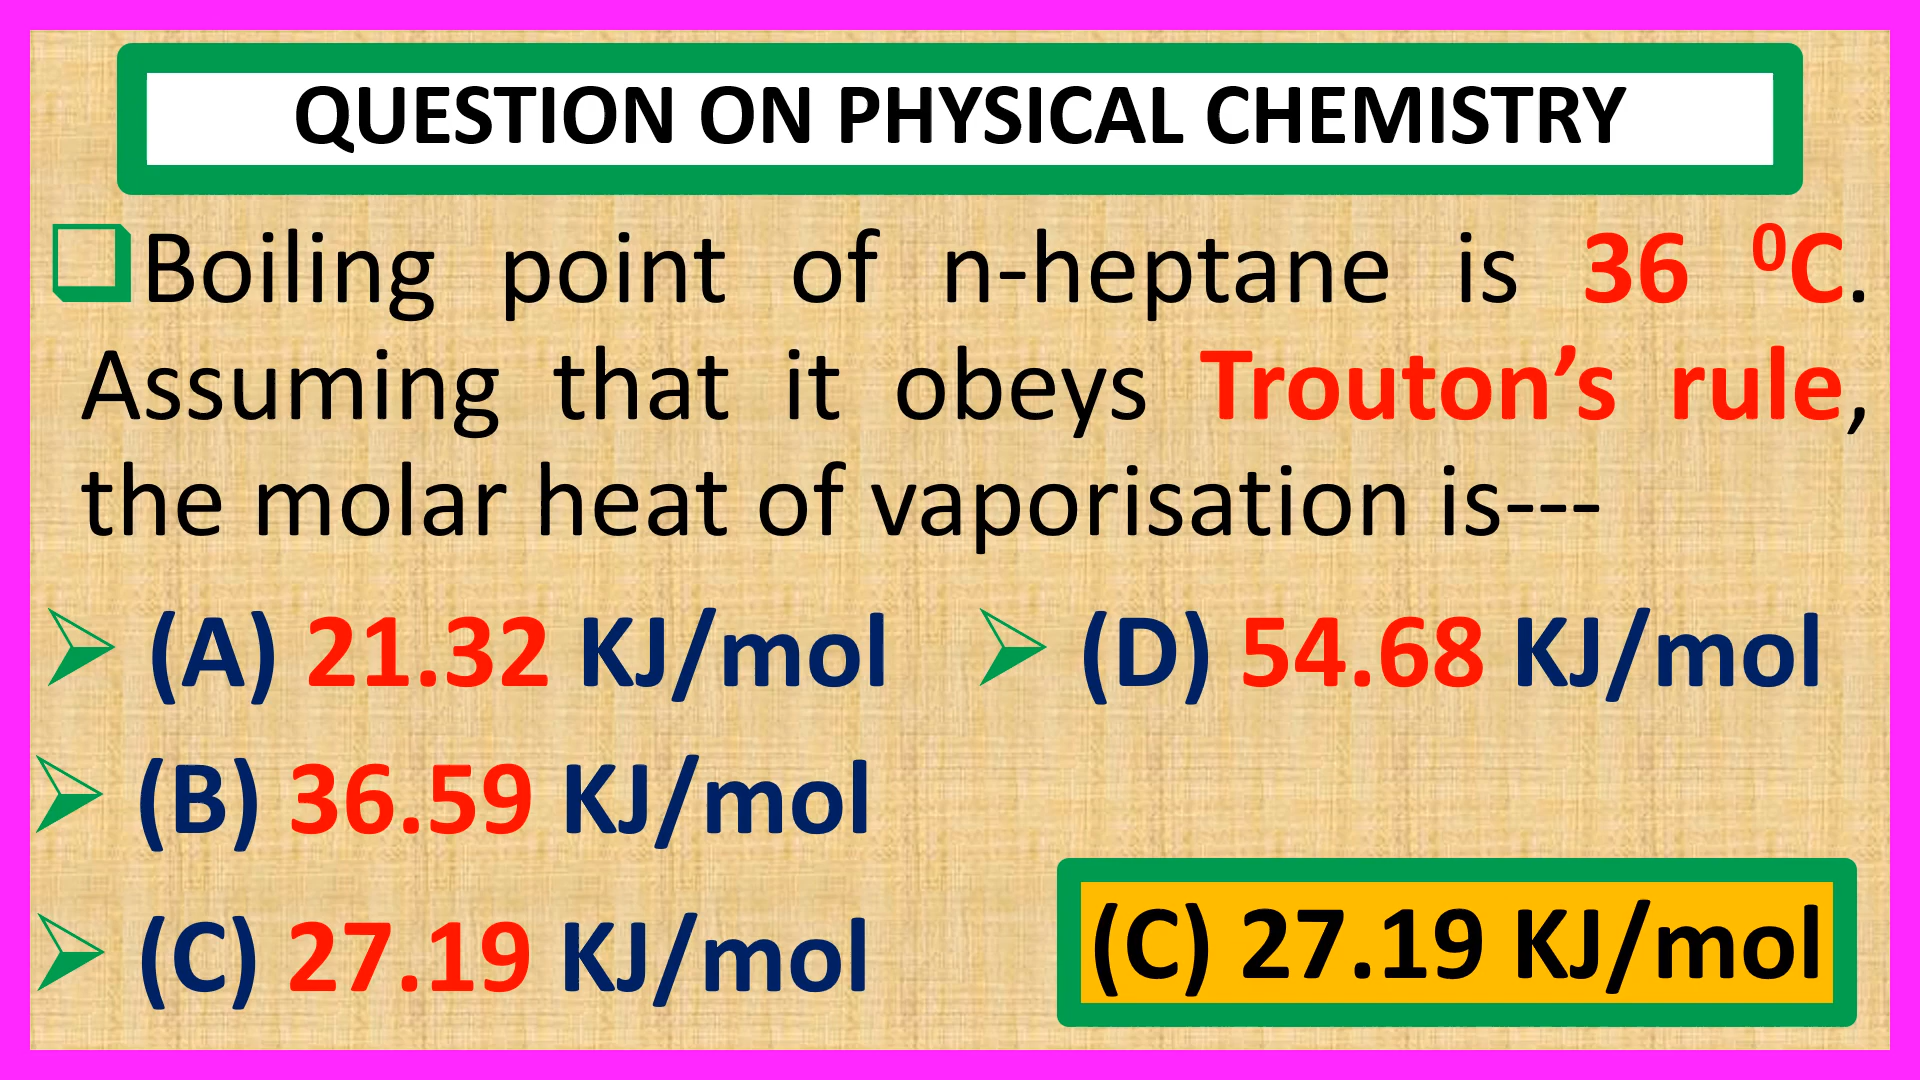 QUESTION ON PHYSICAL CHEMISTRY
Boiling point of n-heptane is 36 ⁰C.
Assuming that it obeys Trouton’s rule,
the molar heat of vaporisation is---
(A) 21.32 KJ/mol
(D) 54.68 KJ/mol
(B) 36.59 KJ/mol
(C) 27.19 KJ/mol
(C) 27.19 KJ/mol